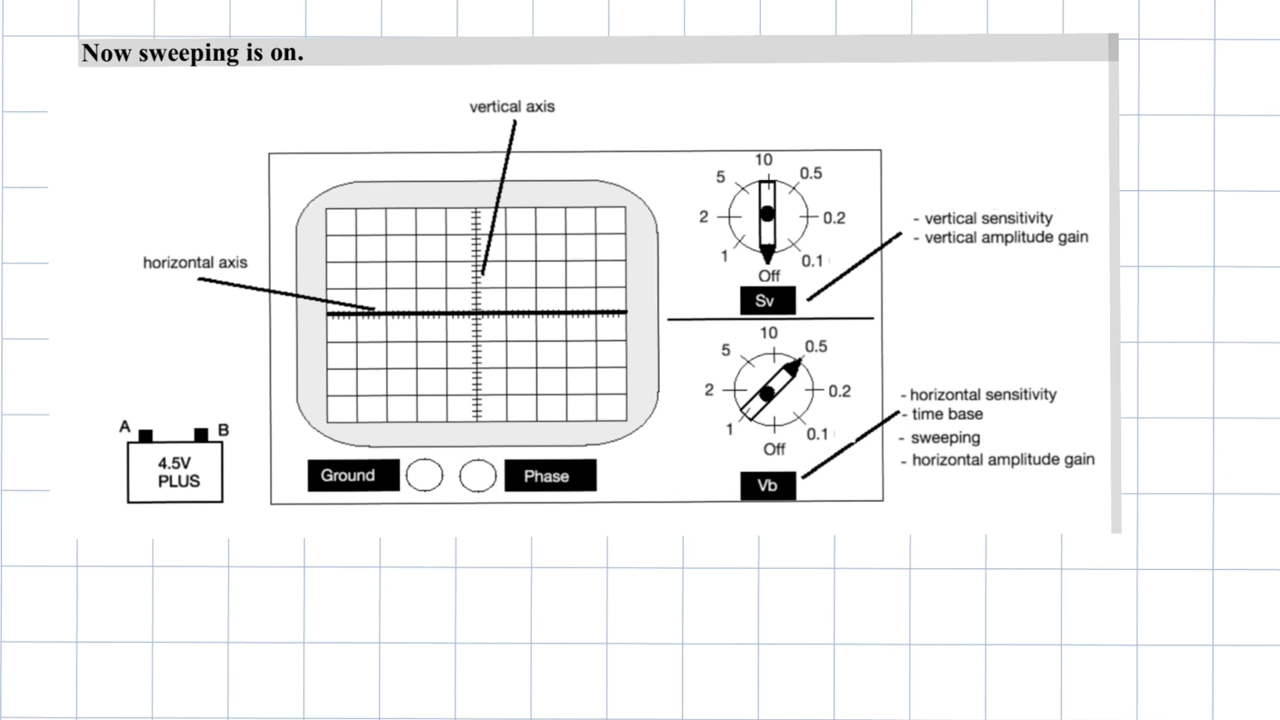 Now sweeping is on.
vertical axis
horizontal axis
10
5
0.5
2
0.2
1
0.1
Off
Sv
- vertical sensitivity
- vertical amplitude gain
10
5
0.5
2
0.2
1
0.1
Off
Vb
- horizontal sensitivity
- time base
- sweeping
- horizontal amplitude gain
A
B
4.5V
PLUS
Ground
Phase